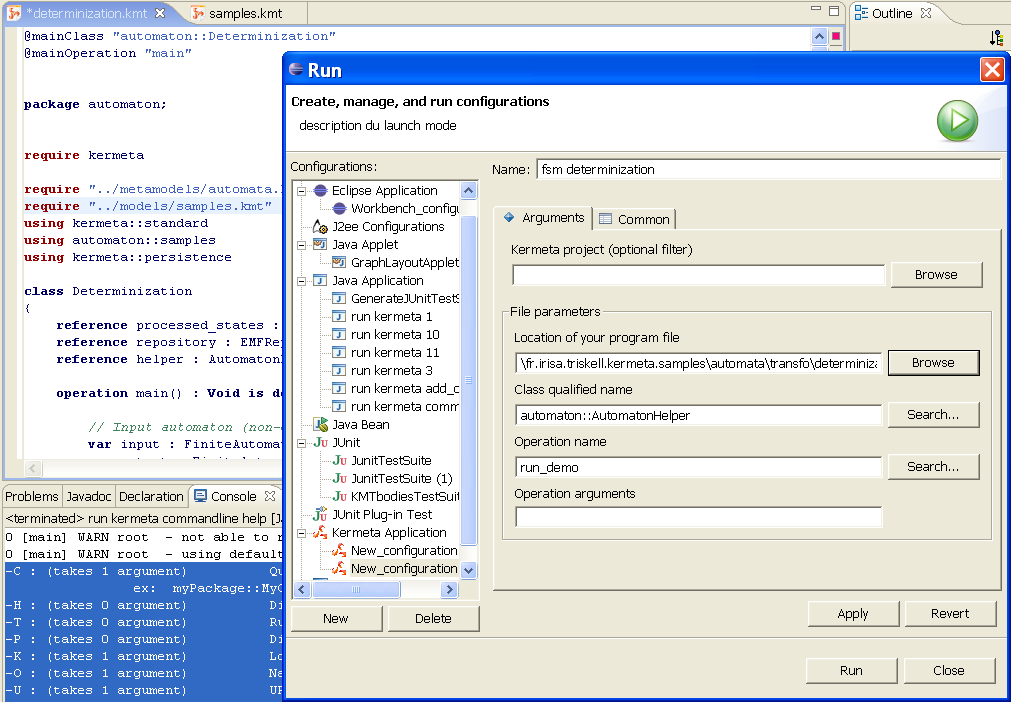 *determinization.kmt
samples.kmt
Outline
@mainClass "automaton::Determinization"
@mainOperation "main"
package automaton;
require kermeta
require "../metamodels/automata.
require "../models/samples.kmt"
using kermeta::standard
using automaton::samples
using kermeta::persistence
class Determinization
{
reference processed_states :
reference repository : EMFRep
reference helper : Automaton
operation main() : Void is d
// Input automaton (non-
var input : FiniteAutoma
Problems Javadoc Declaration Console
<terminated> run kermeta commandline help [J
0 [main] WARN root - not able to r
0 [main] WARN root - using default
-C : (takes 1 argument) Qu
ex: myPackage::MyC
-H : (takes 0 argument) Di
-T : (takes 0 argument) Ru
-P : (takes 0 argument) Di
-K : (takes 1 argument) Lo
-O : (takes 1 argument) Na
-U : (takes 1 argument) UR
Run
Create, manage, and run configurations
description du launch mode
Configurations:
Eclipse Application
Workbench_configu
J2ee Configurations
Java Applet
GraphLayoutApplet
Java Application
GenerateJUnitTestS
run kermeta 1
run kermeta 10
run kermeta 11
run kermeta 3
run kermeta add_c
run kermeta comm
Java Bean
JUnit
JunitTestSuite
JunitTestSuite (1)
KMTbodiesTestSuit
JUnit Plug-in Test
Kermeta Application
New_configuration
New_configuration
New
Delete
Name: fsm determinization
Arguments
Common
Kermeta project (optional filter)
Browse
File parameters
Location of your program file
\fr.irisa.triskell.kermeta.samples\automata\transfo\determiniza
Browse
Class qualified name
automaton::AutomatonHelper
Search...
Operation name
run_demo
Search...
Operation arguments
Apply
Revert
Run
Close